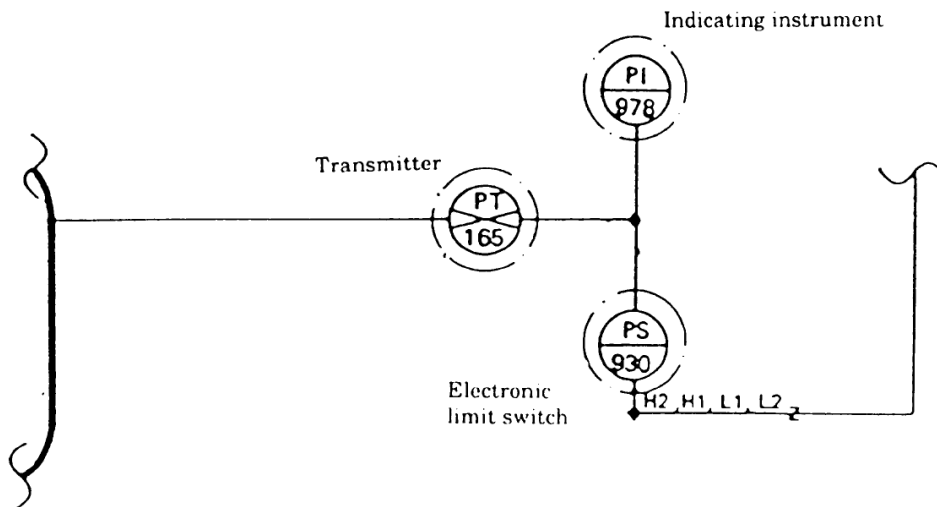 Indicating instrument
PI
978
Transmitter
PT
165
PS
930
Electronic
limit switch
H2 H1 L1 L2